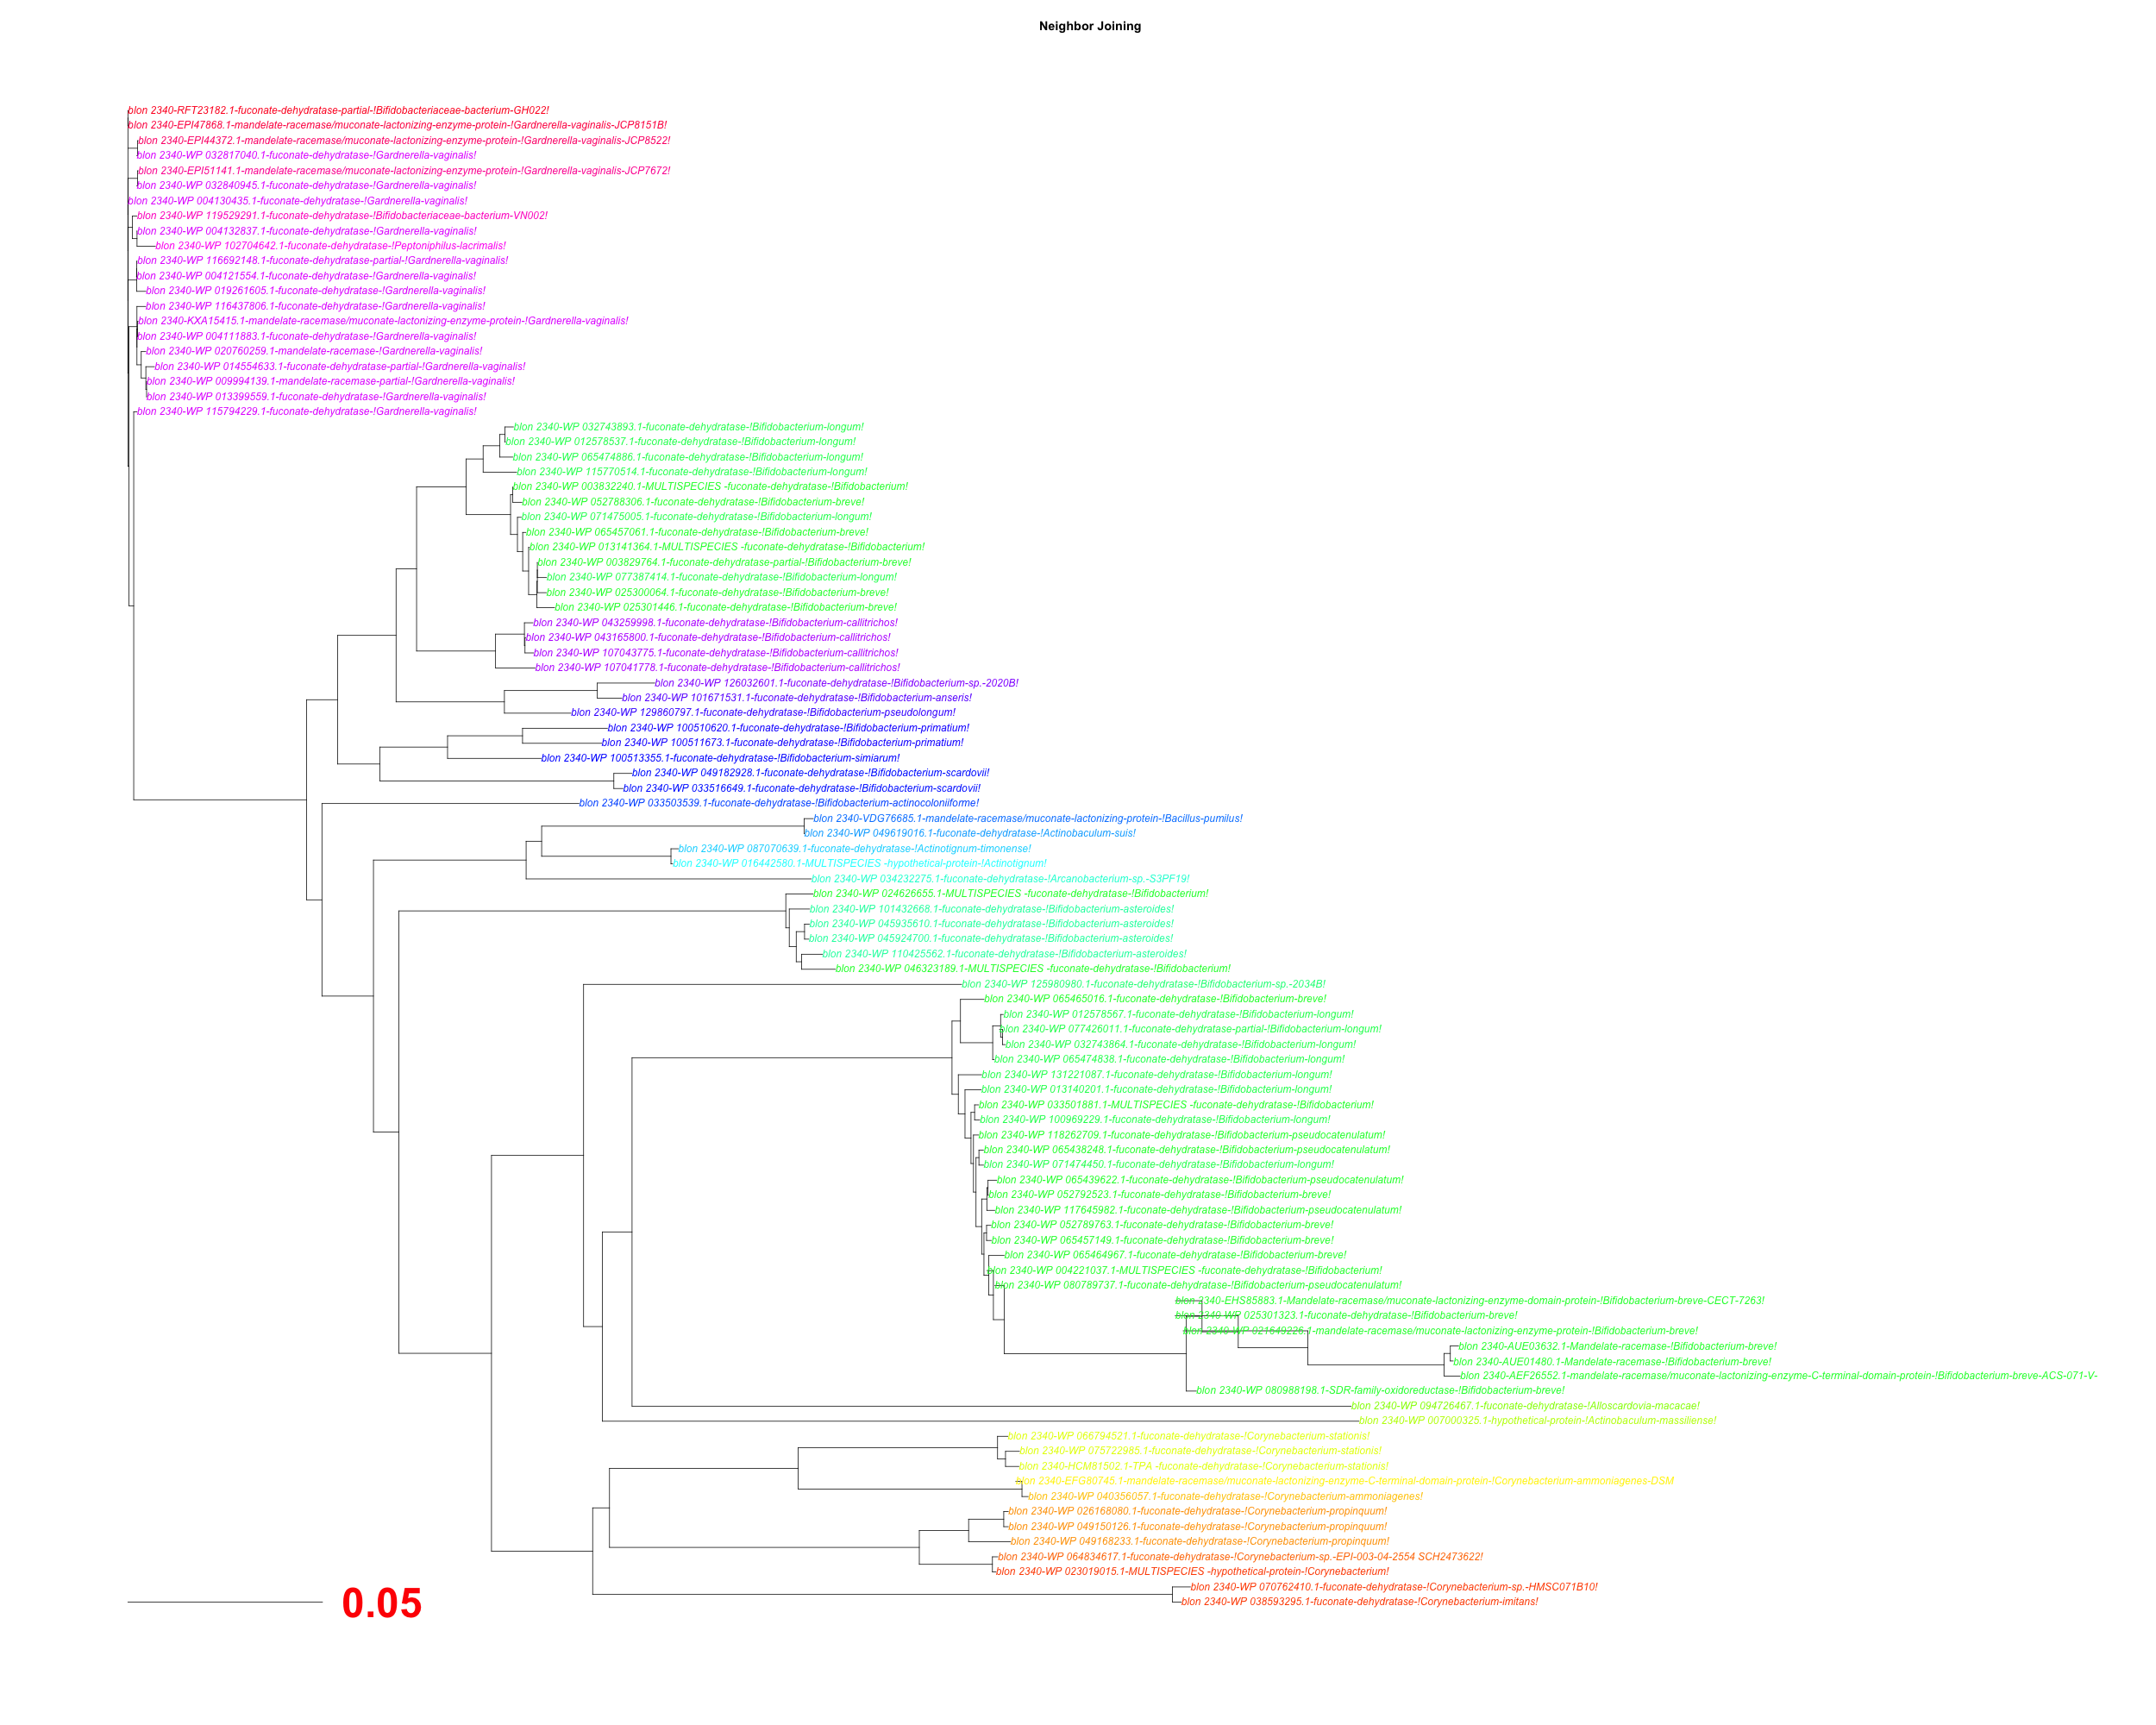 Neighbor Joining
blon 2340-RFT23182.1-fuconate-dehydratase-partial-!Bifidobacteriaceae-bacterium-GH022!
blon 2340-EPI47868.1-mandelate-racemase/muconate-lactonizing-enzyme-protein-!Gardnerella-vaginalis-JCP8151B!
blon 2340-EPI44372.1-mandelate-racemase/muconate-lactonizing-enzyme-protein-!Gardnerella-vaginalis-JCP8522!
blon 2340-WP 032817040.1-fuconate-dehydratase-!Gardnerella-vaginalis!
blon 2340-EPI51141.1-mandelate-racemase/muconate-lactonizing-enzyme-protein-!Gardnerella-vaginalis-JCP7672!
blon 2340-WP 032840945.1-fuconate-dehydratase-!Gardnerella-vaginalis!
blon 2340-WP 004130435.1-fuconate-dehydratase-!Gardnerella-vaginalis!
blon 2340-WP 119529291.1-fuconate-dehydratase-!Bifidobacteriaceae-bacterium-VN002!
blon 2340-WP 004132837.1-fuconate-dehydratase-!Gardnerella-vaginalis!
blon 2340-WP 102704642.1-fuconate-dehydratase-!Peptoniphilus-lacrimalis!
blon 2340-WP 116692148.1-fuconate-dehydratase-partial-!Gardnerella-vaginalis!
blon 2340-WP 004121554.1-fuconate-dehydratase-!Gardnerella-vaginalis!
blon 2340-WP 019261605.1-fuconate-dehydratase-!Gardnerella-vaginalis!
blon 2340-WP 116437806.1-fuconate-dehydratase-!Gardnerella-vaginalis!
blon 2340-KXA15415.1-mandelate-racemase/muconate-lactonizing-enzyme-protein-!Gardnerella-vaginalis!
blon 2340-WP 004111883.1-fuconate-dehydratase-!Gardnerella-vaginalis!
blon 2340-WP 020760259.1-mandelate-racemase-!Gardnerella-vaginalis!
blon 2340-WP 014554633.1-fuconate-dehydratase-partial-!Gardnerella-vaginalis!
blon 2340-WP 009994139.1-mandelate-racemase-partial-!Gardnerella-vaginalis!
blon 2340-WP 013399559.1-fuconate-dehydratase-!Gardnerella-vaginalis!
blon 2340-WP 115794229.1-fuconate-dehydratase-!Gardnerella-vaginalis!
blon 2340-WP 032743893.1-fuconate-dehydratase-!Bifidobacterium-longum!
blon 2340-WP 012578537.1-fuconate-dehydratase-!Bifidobacterium-longum!
blon 2340-WP 065474886.1-fuconate-dehydratase-!Bifidobacterium-longum!
blon 2340-WP 115770514.1-fuconate-dehydratase-!Bifidobacterium-longum!
blon 2340-WP 003832240.1-MULTISPECIES -fuconate-dehydratase-!Bifidobacterium!
blon 2340-WP 052788306.1-fuconate-dehydratase-!Bifidobacterium-breve!
blon 2340-WP 071475005.1-fuconate-dehydratase-!Bifidobacterium-longum!
blon 2340-WP 065457061.1-fuconate-dehydratase-!Bifidobacterium-breve!
blon 2340-WP 013141364.1-MULTISPECIES -fuconate-dehydratase-!Bifidobacterium!
blon 2340-WP 003829764.1-fuconate-dehydratase-partial-!Bifidobacterium-breve!
blon 2340-WP 077387414.1-fuconate-dehydratase-!Bifidobacterium-longum!
blon 2340-WP 025300064.1-fuconate-dehydratase-!Bifidobacterium-breve!
blon 2340-WP 025301446.1-fuconate-dehydratase-!Bifidobacterium-breve!
blon 2340-WP 043259998.1-fuconate-dehydratase-!Bifidobacterium-callitrichos!
blon 2340-WP 043165800.1-fuconate-dehydratase-!Bifidobacterium-callitrichos!
blon 2340-WP 107043775.1-fuconate-dehydratase-!Bifidobacterium-callitrichos!
blon 2340-WP 107041778.1-fuconate-dehydratase-!Bifidobacterium-callitrichos!
blon 2340-WP 126032601.1-fuconate-dehydratase-!Bifidobacterium-sp.-2020B!
blon 2340-WP 101671531.1-fuconate-dehydratase-!Bifidobacterium-anseris!
blon 2340-WP 129860797.1-fuconate-dehydratase-!Bifidobacterium-pseudolongum!
blon 2340-WP 100510620.1-fuconate-dehydratase-!Bifidobacterium-primatium!
blon 2340-WP 100511673.1-fuconate-dehydratase-!Bifidobacterium-primatium!
blon 2340-WP 100513355.1-fuconate-dehydratase-!Bifidobacterium-simiarum!
blon 2340-WP 049182928.1-fuconate-dehydratase-!Bifidobacterium-scardovii!
blon 2340-WP 033516649.1-fuconate-dehydratase-!Bifidobacterium-scardovii!
blon 2340-WP 033503539.1-fuconate-dehydratase-!Bifidobacterium-actinocoloniiforme!
blon 2340-VDG76685.1-mandelate-racemase/muconate-lactonizing-protein-!Bacillus-pumilus!
blon 2340-WP 049619016.1-fuconate-dehydratase-!Actinobaculum-suis!
blon 2340-WP 087070639.1-fuconate-dehydratase-!Actinotignum-timonense!
blon 2340-WP 016442580.1-MULTISPECIES -hypothetical-protein-!Actinotignum!
blon 2340-WP 034232275.1-fuconate-dehydratase-!Arcanobacterium-sp.-S3PF19!
blon 2340-WP 024626655.1-MULTISPECIES -fuconate-dehydratase-!Bifidobacterium!
blon 2340-WP 101432668.1-fuconate-dehydratase-!Bifidobacterium-asteroides!
blon 2340-WP 045935610.1-fuconate-dehydratase-!Bifidobacterium-asteroides!
blon 2340-WP 045924700.1-fuconate-dehydratase-!Bifidobacterium-asteroides!
blon 2340-WP 110425562.1-fuconate-dehydratase-!Bifidobacterium-asteroides!
blon 2340-WP 046323189.1-MULTISPECIES -fuconate-dehydratase-!Bifidobacterium!
blon 2340-WP 125980980.1-fuconate-dehydratase-!Bifidobacterium-sp.-2034B!
blon 2340-WP 065465016.1-fuconate-dehydratase-!Bifidobacterium-breve!
blon 2340-WP 012578567.1-fuconate-dehydratase-!Bifidobacterium-longum!
blon 2340-WP 077426011.1-fuconate-dehydratase-partial-!Bifidobacterium-longum!
blon 2340-WP 032743864.1-fuconate-dehydratase-!Bifidobacterium-longum!
blon 2340-WP 065474838.1-fuconate-dehydratase-!Bifidobacterium-longum!
blon 2340-WP 131221087.1-fuconate-dehydratase-!Bifidobacterium-longum!
blon 2340-WP 013140201.1-fuconate-dehydratase-!Bifidobacterium-longum!
blon 2340-WP 033501881.1-MULTISPECIES -fuconate-dehydratase-!Bifidobacterium!
blon 2340-WP 100969229.1-fuconate-dehydratase-!Bifidobacterium-longum!
blon 2340-WP 118262709.1-fuconate-dehydratase-!Bifidobacterium-pseudocatenulatum!
blon 2340-WP 065438248.1-fuconate-dehydratase-!Bifidobacterium-pseudocatenulatum!
blon 2340-WP 071474450.1-fuconate-dehydratase-!Bifidobacterium-longum!
blon 2340-WP 065439622.1-fuconate-dehydratase-!Bifidobacterium-pseudocatenulatum!
blon 2340-WP 052792523.1-fuconate-dehydratase-!Bifidobacterium-breve!
blon 2340-WP 117645982.1-fuconate-dehydratase-!Bifidobacterium-pseudocatenulatum!
blon 2340-WP 052789763.1-fuconate-dehydratase-!Bifidobacterium-breve!
blon 2340-WP 065457149.1-fuconate-dehydratase-!Bifidobacterium-breve!
blon 2340-WP 065464967.1-fuconate-dehydratase-!Bifidobacterium-breve!
blon 2340-WP 004221037.1-MULTISPECIES -fuconate-dehydratase-!Bifidobacterium!
blon 2340-WP 080789737.1-fuconate-dehydratase-!Bifidobacterium-pseudocatenulatum!
blon 2340-EHS85883.1-Mandelate-racemase/muconate-lactonizing-enzyme-domain-protein-!Bifidobacterium-breve-CECT-7263!
blon 2340-WP 025301323.1-fuconate-dehydratase-!Bifidobacterium-breve!
blon 2340-WP 021649226.1-mandelate-racemase/muconate-lactonizing-enzyme-protein-!Bifidobacterium-breve!
blon 2340-AUE03632.1-Mandelate-racemase-!Bifidobacterium-breve!
blon 2340-AUE01480.1-Mandelate-racemase-!Bifidobacterium-breve!
blon 2340-AEF26552.1-mandelate-racemase/muconate-lactonizing-enzyme-C-terminal-domain-protein-!Bifidobacterium-breve-ACS-071-V-
blon 2340-WP 080988198.1-SDR-family-oxidoreductase-!Bifidobacterium-breve!
blon 2340-WP 094726467.1-fuconate-dehydratase-!Alloscardovia-macacae!
blon 2340-WP 007000325.1-hypothetical-protein-!Actinobaculum-massiliense!
blon 2340-WP 066794521.1-fuconate-dehydratase-!Corynebacterium-stationis!
blon 2340-WP 075722985.1-fuconate-dehydratase-!Corynebacterium-stationis!
blon 2340-HCM81502.1-TPA -fuconate-dehydratase-!Corynebacterium-stationis!
blon 2340-EFG80745.1-mandelate-racemase/muconate-lactonizing-enzyme-C-terminal-domain-protein-!Corynebacterium-ammoniagenes-DSM
blon 2340-WP 040356057.1-fuconate-dehydratase-!Corynebacterium-ammoniagenes!
blon 2340-WP 026168080.1-fuconate-dehydratase-!Corynebacterium-propinquum!
blon 2340-WP 049150126.1-fuconate-dehydratase-!Corynebacterium-propinquum!
blon 2340-WP 049168233.1-fuconate-dehydratase-!Corynebacterium-propinquum!
blon 2340-WP 064834617.1-fuconate-dehydratase-!Corynebacterium-sp.-EPI-003-04-2554 SCH2473622!
blon 2340-WP 023019015.1-MULTISPECIES -hypothetical-protein-!Corynebacterium!
blon 2340-WP 070762410.1-fuconate-dehydratase-!Corynebacterium-sp.-HMSC071B10!
blon 2340-WP 038593295.1-fuconate-dehydratase-!Corynebacterium-imitans!
0.05